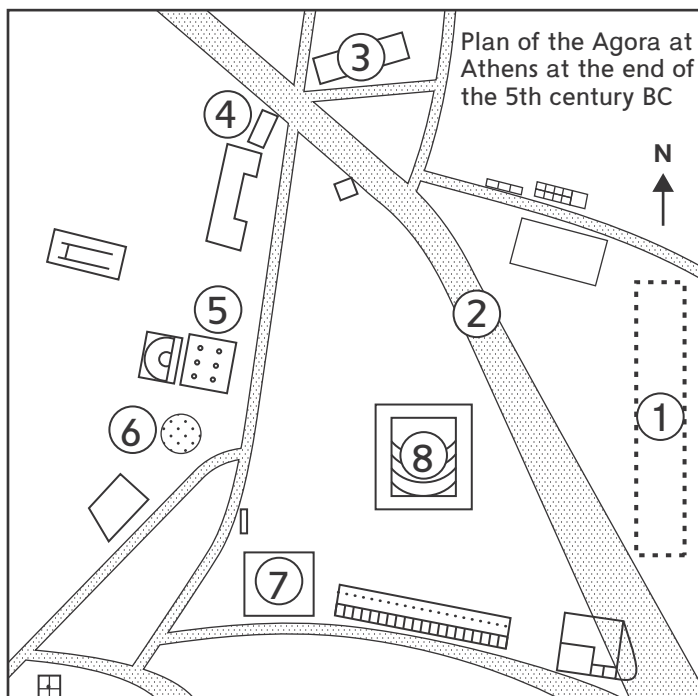 Plan of the Agora at
Athens at the end of
the 5th century BC
3
4
N
5
2
1
6
8
7